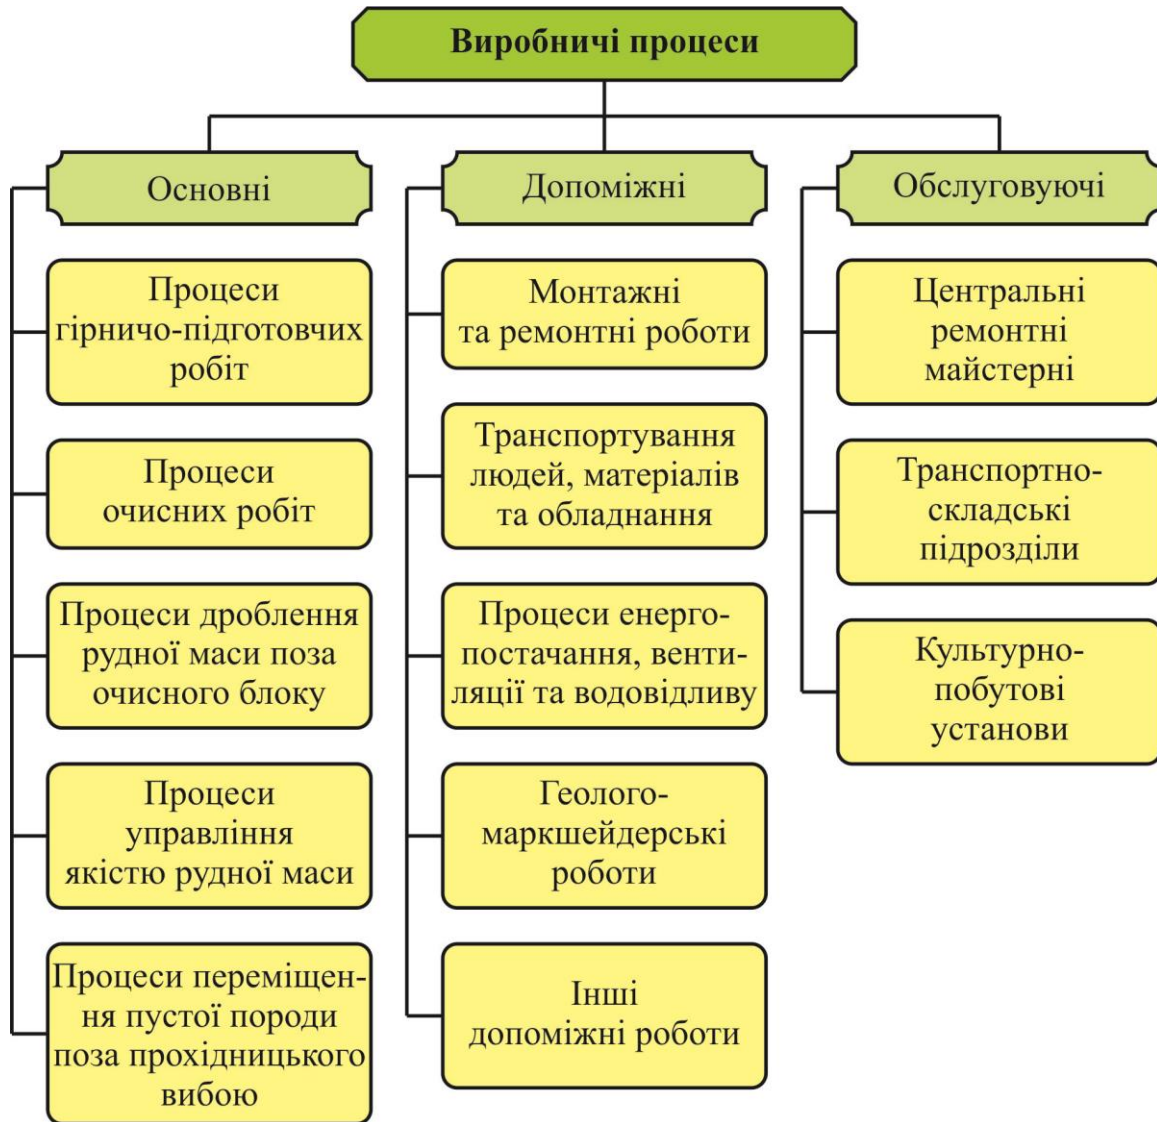 Виробничі процеси
Основні
Процеси
гірничо-підготовчих
робіт
Процеси
очисних робіт
Процеси дроблення
рудної маси поза
очисного блоку
Процеси
управління
якістю рудної маси
Процеси переміщен-
ня пустої породи
поза прохідницького
вибою
Допоміжні
Монтажні
та ремонтні роботи
Транспортування
людей, матеріалів
та обладнання
Процеси енерго-
постачання, венти-
ляції та водовідливу
Геолого-
маркшейдерські
роботи
Інші
допоміжні роботи
Обслуговуючі
Центральні
ремонтні
майстерні
Транспортно-
складські
підрозділи
Культурно-
побутові
установи